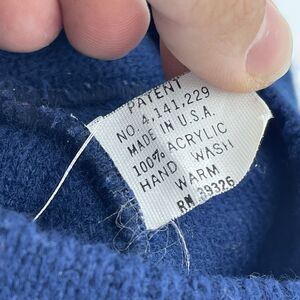 PATENT
NO. 4,141,229
MADE IN U.S.A.
100% ACRYLIC
HAND WASH
WARM
RN 39326